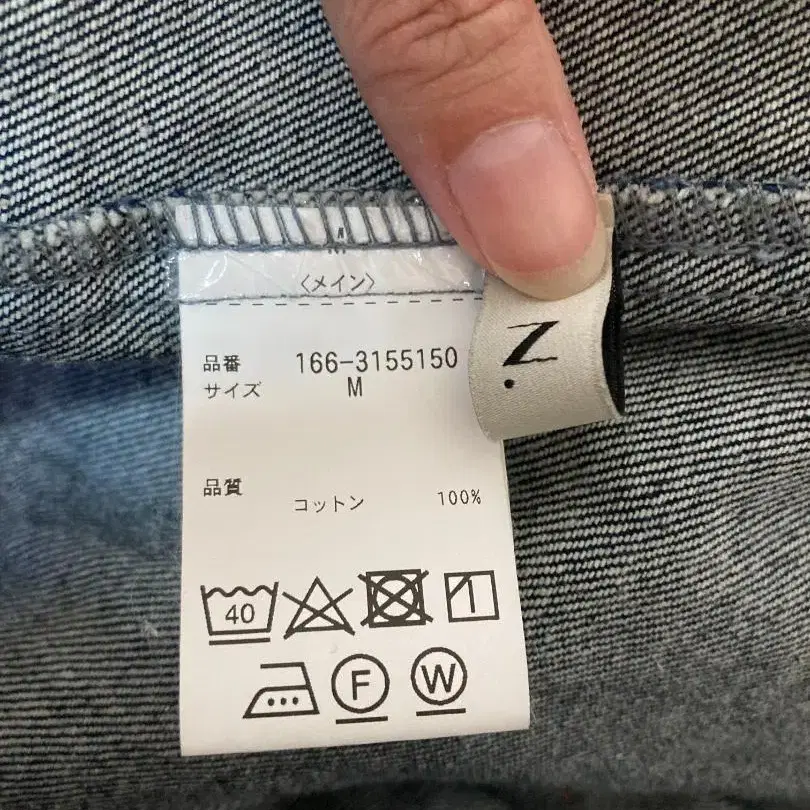 〈メイン〉
品番 166-3155150
サイズ M
品質
コットン 100%
40
F W
N.